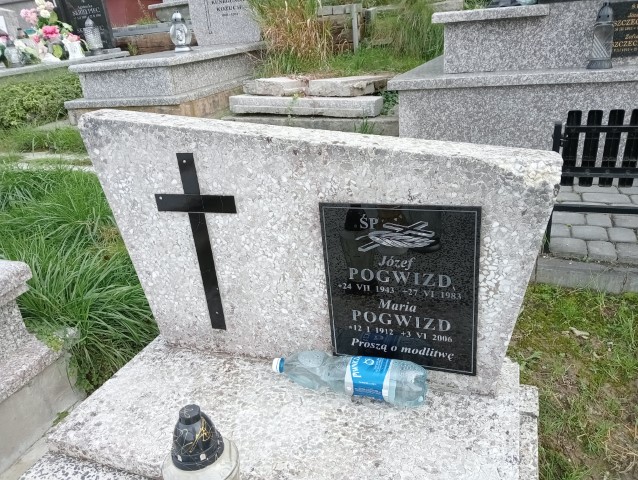 ŚP
Józef
POGWIZD
*24 VII 1943 +27 VI 1983
Maria
POGWIZD
*12 I 1912 +3 VI 2006
Proszą o modlitwę